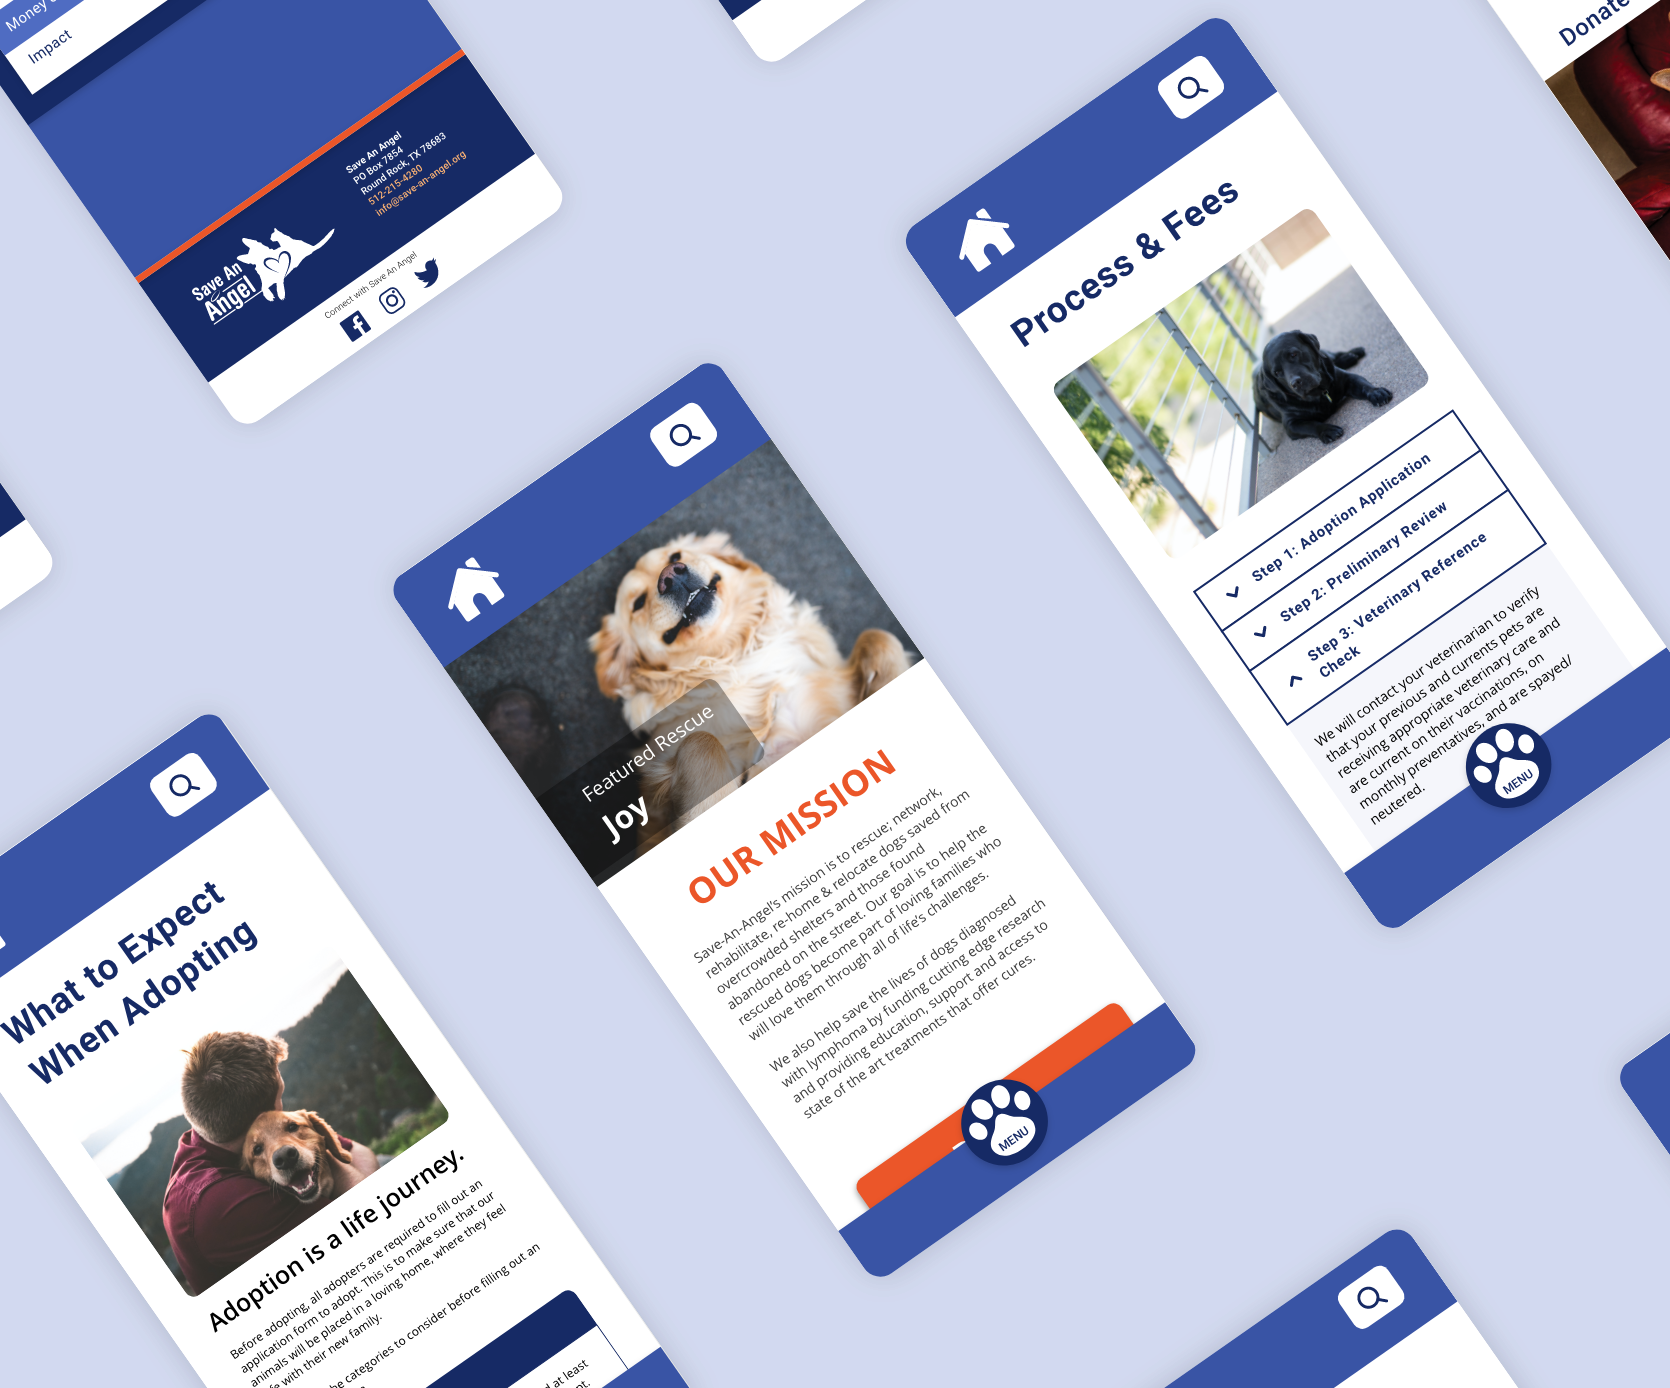 Money
Impact
Save An Angel
PO Box 7854
Round Rock, TX 78683
512-215-4280
info@save-an-angel.org
Save An
Angel
Connect with Save An Angel
Donate
Process & Fees
Step 1: Adoption Application
Step 2: Preliminary Review
Step 3: Veterinary Reference
Check
We will contact your veterinarian to verify
that your previous and currents pets are
receiving appropriate veterinary care and
are current on their vaccinations, on
monthly preventatives, and are spayed/
neutered.
MENU
Featured Rescue
Joy
OUR MISSION
Save-An-Angel's mission is to rescue; network,
rehabilitate, re-home & relocate dogs saved from
overcrowded shelters and those found
abandoned on the street. Our goal is to help the
rescued dogs become part of loving families who
will love them through all of life's challenges.
We also help save the lives of dogs diagnosed
with lymphoma by funding cutting edge research
and providing education, support and access to
state of the art treatments that offer cures.
MENU
What to Expect
When Adopting
Adoption is a life journey.
Before adopting, all adopters are required to fill out an
application form to adopt. This is to make sure that our
animals will be placed in a loving home, where they feel
with their new family.
categories to consider before filling out an
at least